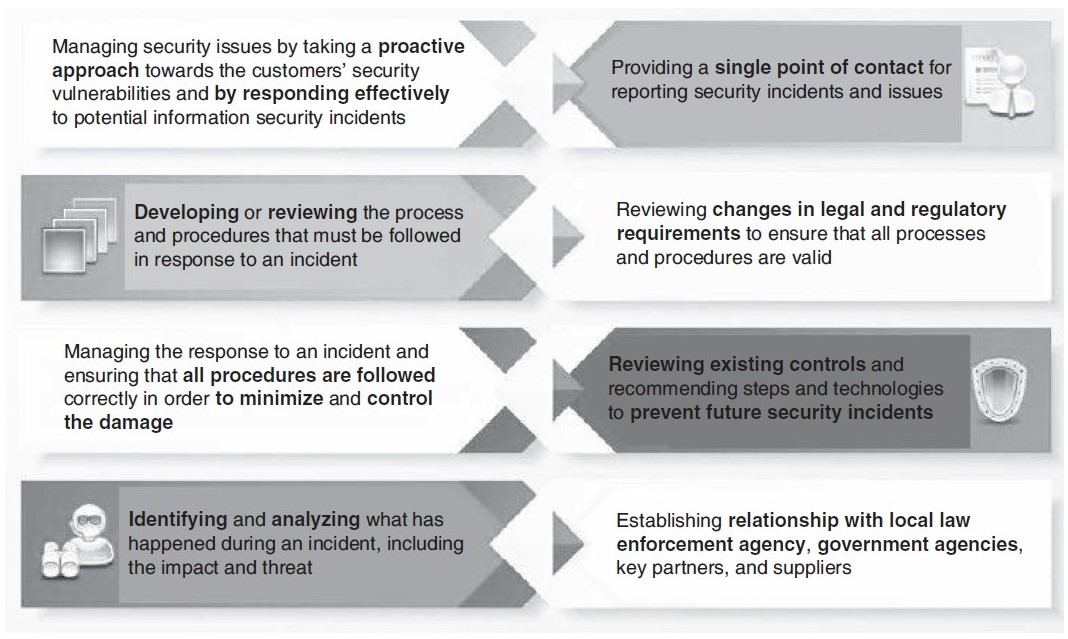 Managing security issues by taking a proactive
approach towards the customers’ security
vulnerabilities and by responding effectively
to potential information security incidents
Providing a single point of contact for
reporting security incidents and issues
Developing or reviewing the process
and procedures that must be followed
in response to an incident
Reviewing changes in legal and regulatory
requirements to ensure that all processes
and procedures are valid
Managing the response to an incident and
ensuring that all procedures are followed
correctly in order to minimize and control
the damage
Reviewing existing controls and
recommending steps and technologies
to prevent future security incidents
Identifying and analyzing what has
happened during an incident, including
the impact and threat
Establishing relationship with local law
enforcement agency, government agencies,
key partners, and suppliers